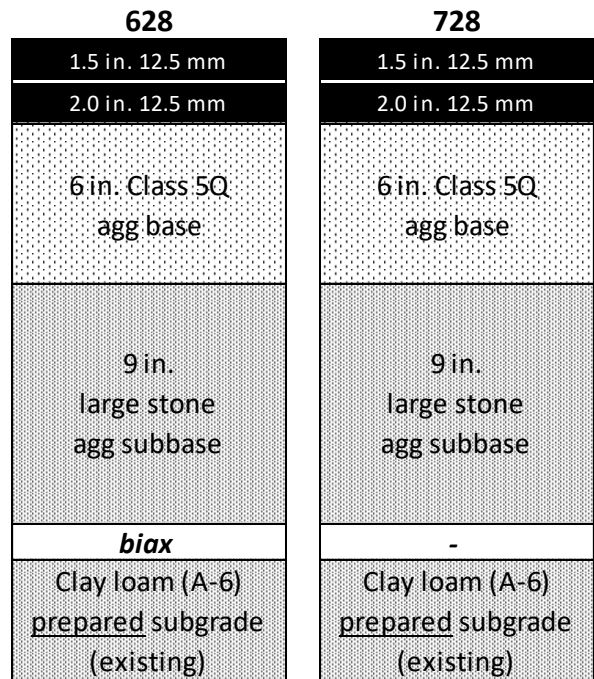 628
1.5 in. 12.5 mm
2.0 in. 12.5 mm
6 in. Class 5Q
agg base
9 in.
large stone
agg subbase
biax
Clay loam (A-6)
prepared subgrade
(existing)
728
1.5 in. 12.5 mm
2.0 in. 12.5 mm
6 in. Class 5Q
agg base
9 in.
large stone
agg subbase
-
Clay loam (A-6)
prepared subgrade
(existing)